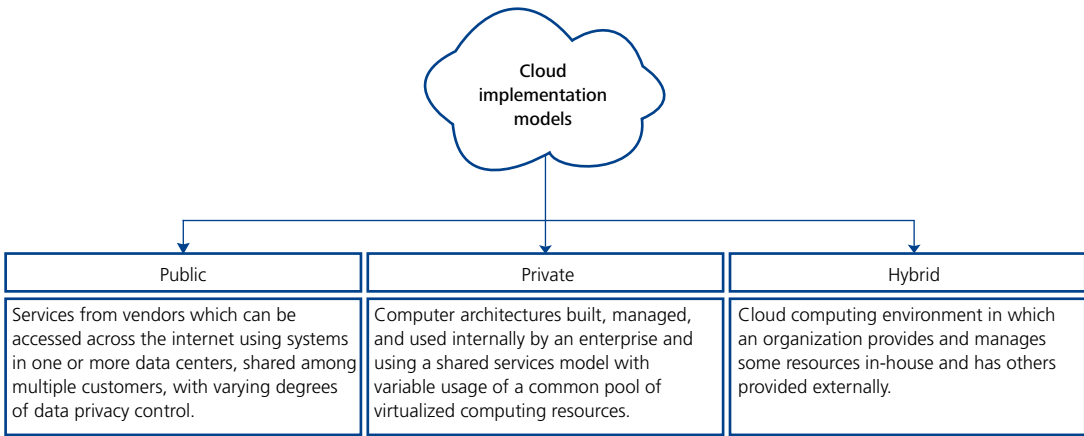 Cloud
implementation
models
Public
Private
Hybrid
Services from vendors which can be
accessed across the internet using systems
in one or more data centers, shared among
multiple customers, with varying degrees
of data privacy control.
Computer architectures built, managed,
and used internally by an enterprise and
using a shared services model with
variable usage of a common pool of
virtualized computing resources.
Cloud computing environment in which
an organization provides and manages
some resources in-house and has others
provided externally.